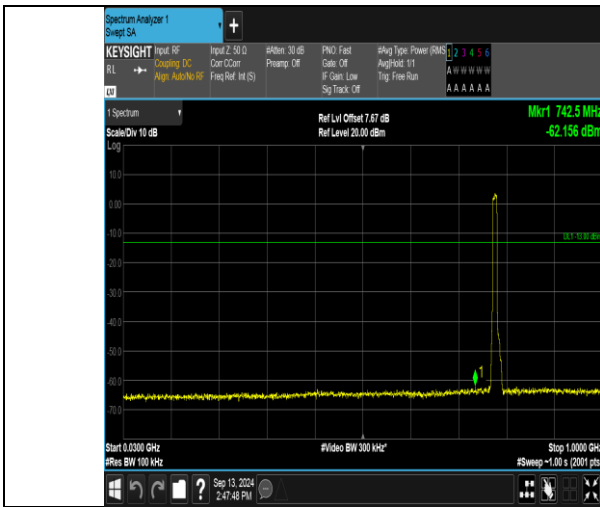 Spectrum Analyzer 1
Swept SA
+
KEYSIGHT Input: RF Input Z: 50 Ω #Atten: 30 dB PNO: Fast #Avg Type: Power (RMS 1 2 3 4 5 6
RL Coupling: DC Corr CCorr Preamp: Off Gate: Off Avg|Hold: 1/1 A W W W W W
Align: Auto/No RF Freq Ref: Int (S) IF Gain: Low Trig: Free Run
LXI Sig Track: Off A A A A A A
1 Spectrum Ref Lvl Offset 7.67 dB Mkr1 742.5 MHz
Scale/Div 10 dB Ref Level 20.00 dBm -62.156 dBm
Log
10.0
0.00
-10.0
DL1 -13.00 dBm
-20.0
-30.0
-40.0
-50.0
1
-60.0
-70.0
Start 0.0300 GHz #Video BW 300 kHz* Stop 1.0000 GHz
#Res BW 100 kHz #Sweep ~1.00 s (2001 pts
? Sep 13, 2024
2:47:48 PM